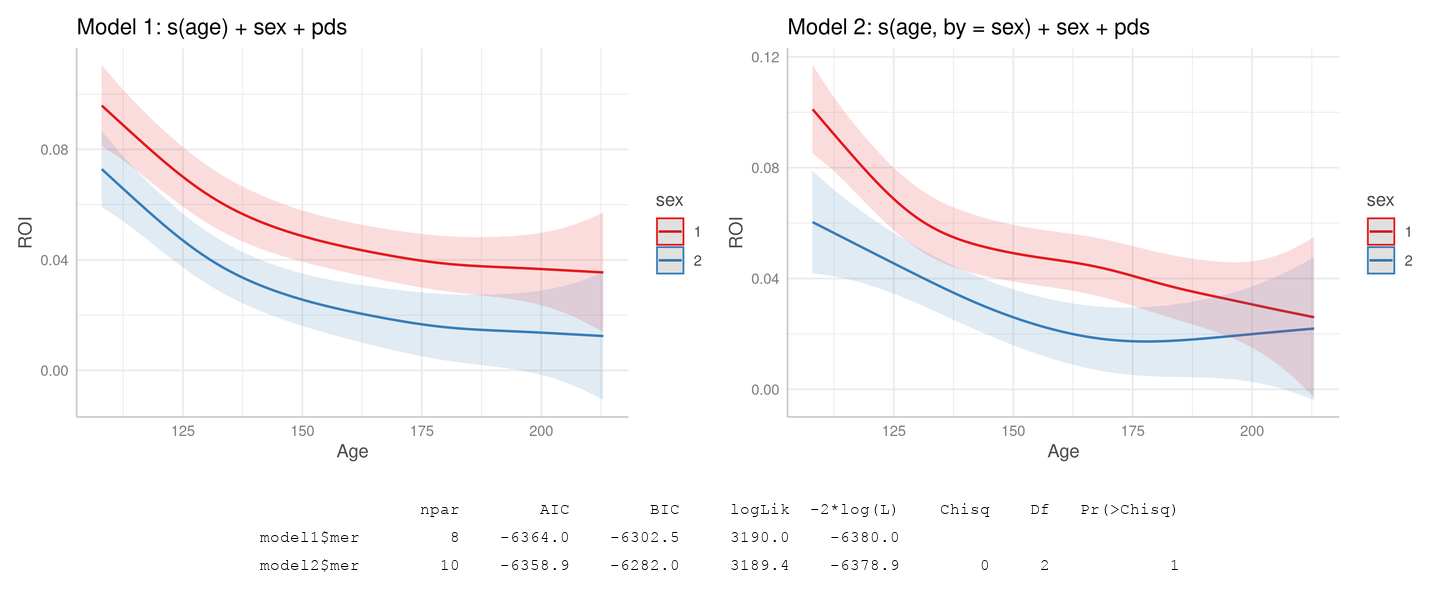 Model 1: s(age) + sex + pds
0.08
0.04
0.00
ROI
125 150 175 200
Age
sex
1
2
Model 2: s(age, by = sex) + sex + pds
0.12
0.08
0.04
0.00
ROI
125 150 175 200
Age
sex
1
2
npar AIC BIC logLik -2*log(L) Chisq Df Pr(>Chisq)
model1$mer 8 -6364.0 -6302.5 3190.0 -6380.0
model2$mer 10 -6358.9 -6282.0 3189.4 -6378.9 0 2 1